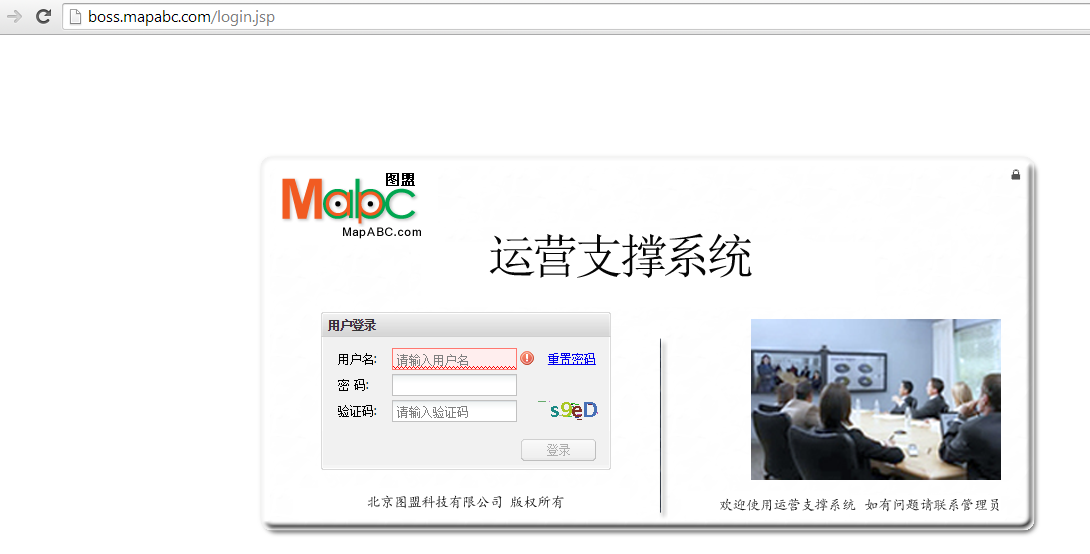 boss.mapabc.com/login.jsp
图盟
Mapbc
MapABC.com
运营支撑系统
用户登录
用户名: 请输入用户名 重置密码
密 码:
验证码: 请输入验证码 s9eD
登录
北京图盟科技有限公司 版权所有
欢迎使用运营支撑系统 如有问题请联系管理员